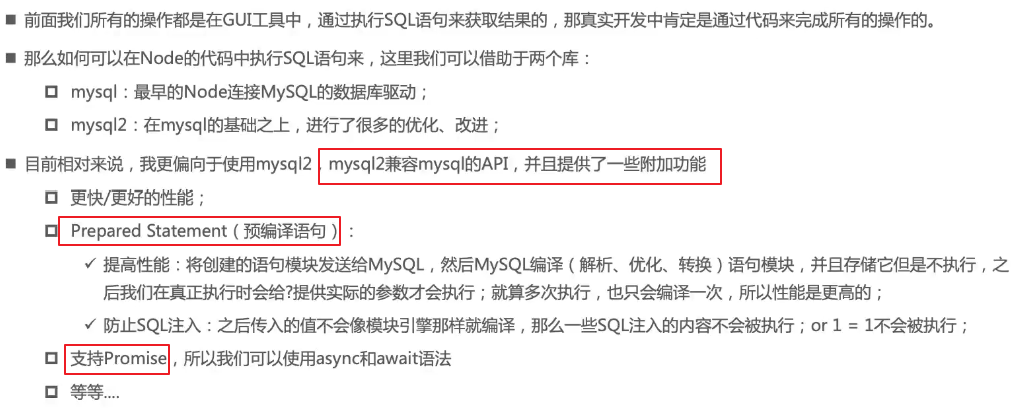 前面我们所有的操作都是在GUI工具中，通过执行SQL语句来获取结果的，那真实开发中肯定是通过代码来完成所有的操作的。
那么如何可以在Node的代码中执行SQL语句来，这里我们可以借助于两个库：
mysql：最早的Node连接MySQL的数据库驱动；
mysql2：在mysql的基础之上，进行了很多的优化、改进；
目前相对来说，我更偏向于使用mysql2，mysql2兼容mysql的API，并且提供了一些附加功能
更快/更好的性能；
Prepared Statement（预编译语句）：
提高性能：将创建的语句模块发送给MySQL，然后MySQL编译（解析、优化、转换）语句模块，并且存储它但是不执行，之
后我们在真正执行时会给?提供实际的参数才会执行；就算多次执行，也只会编译一次，所以性能是更高的；
防止SQL注入：之后传入的值不会像模块引擎那样就编译，那么一些SQL注入的内容不会被执行；or 1 = 1不会被执行；
支持Promise，所以我们可以使用async和await语法
等等....